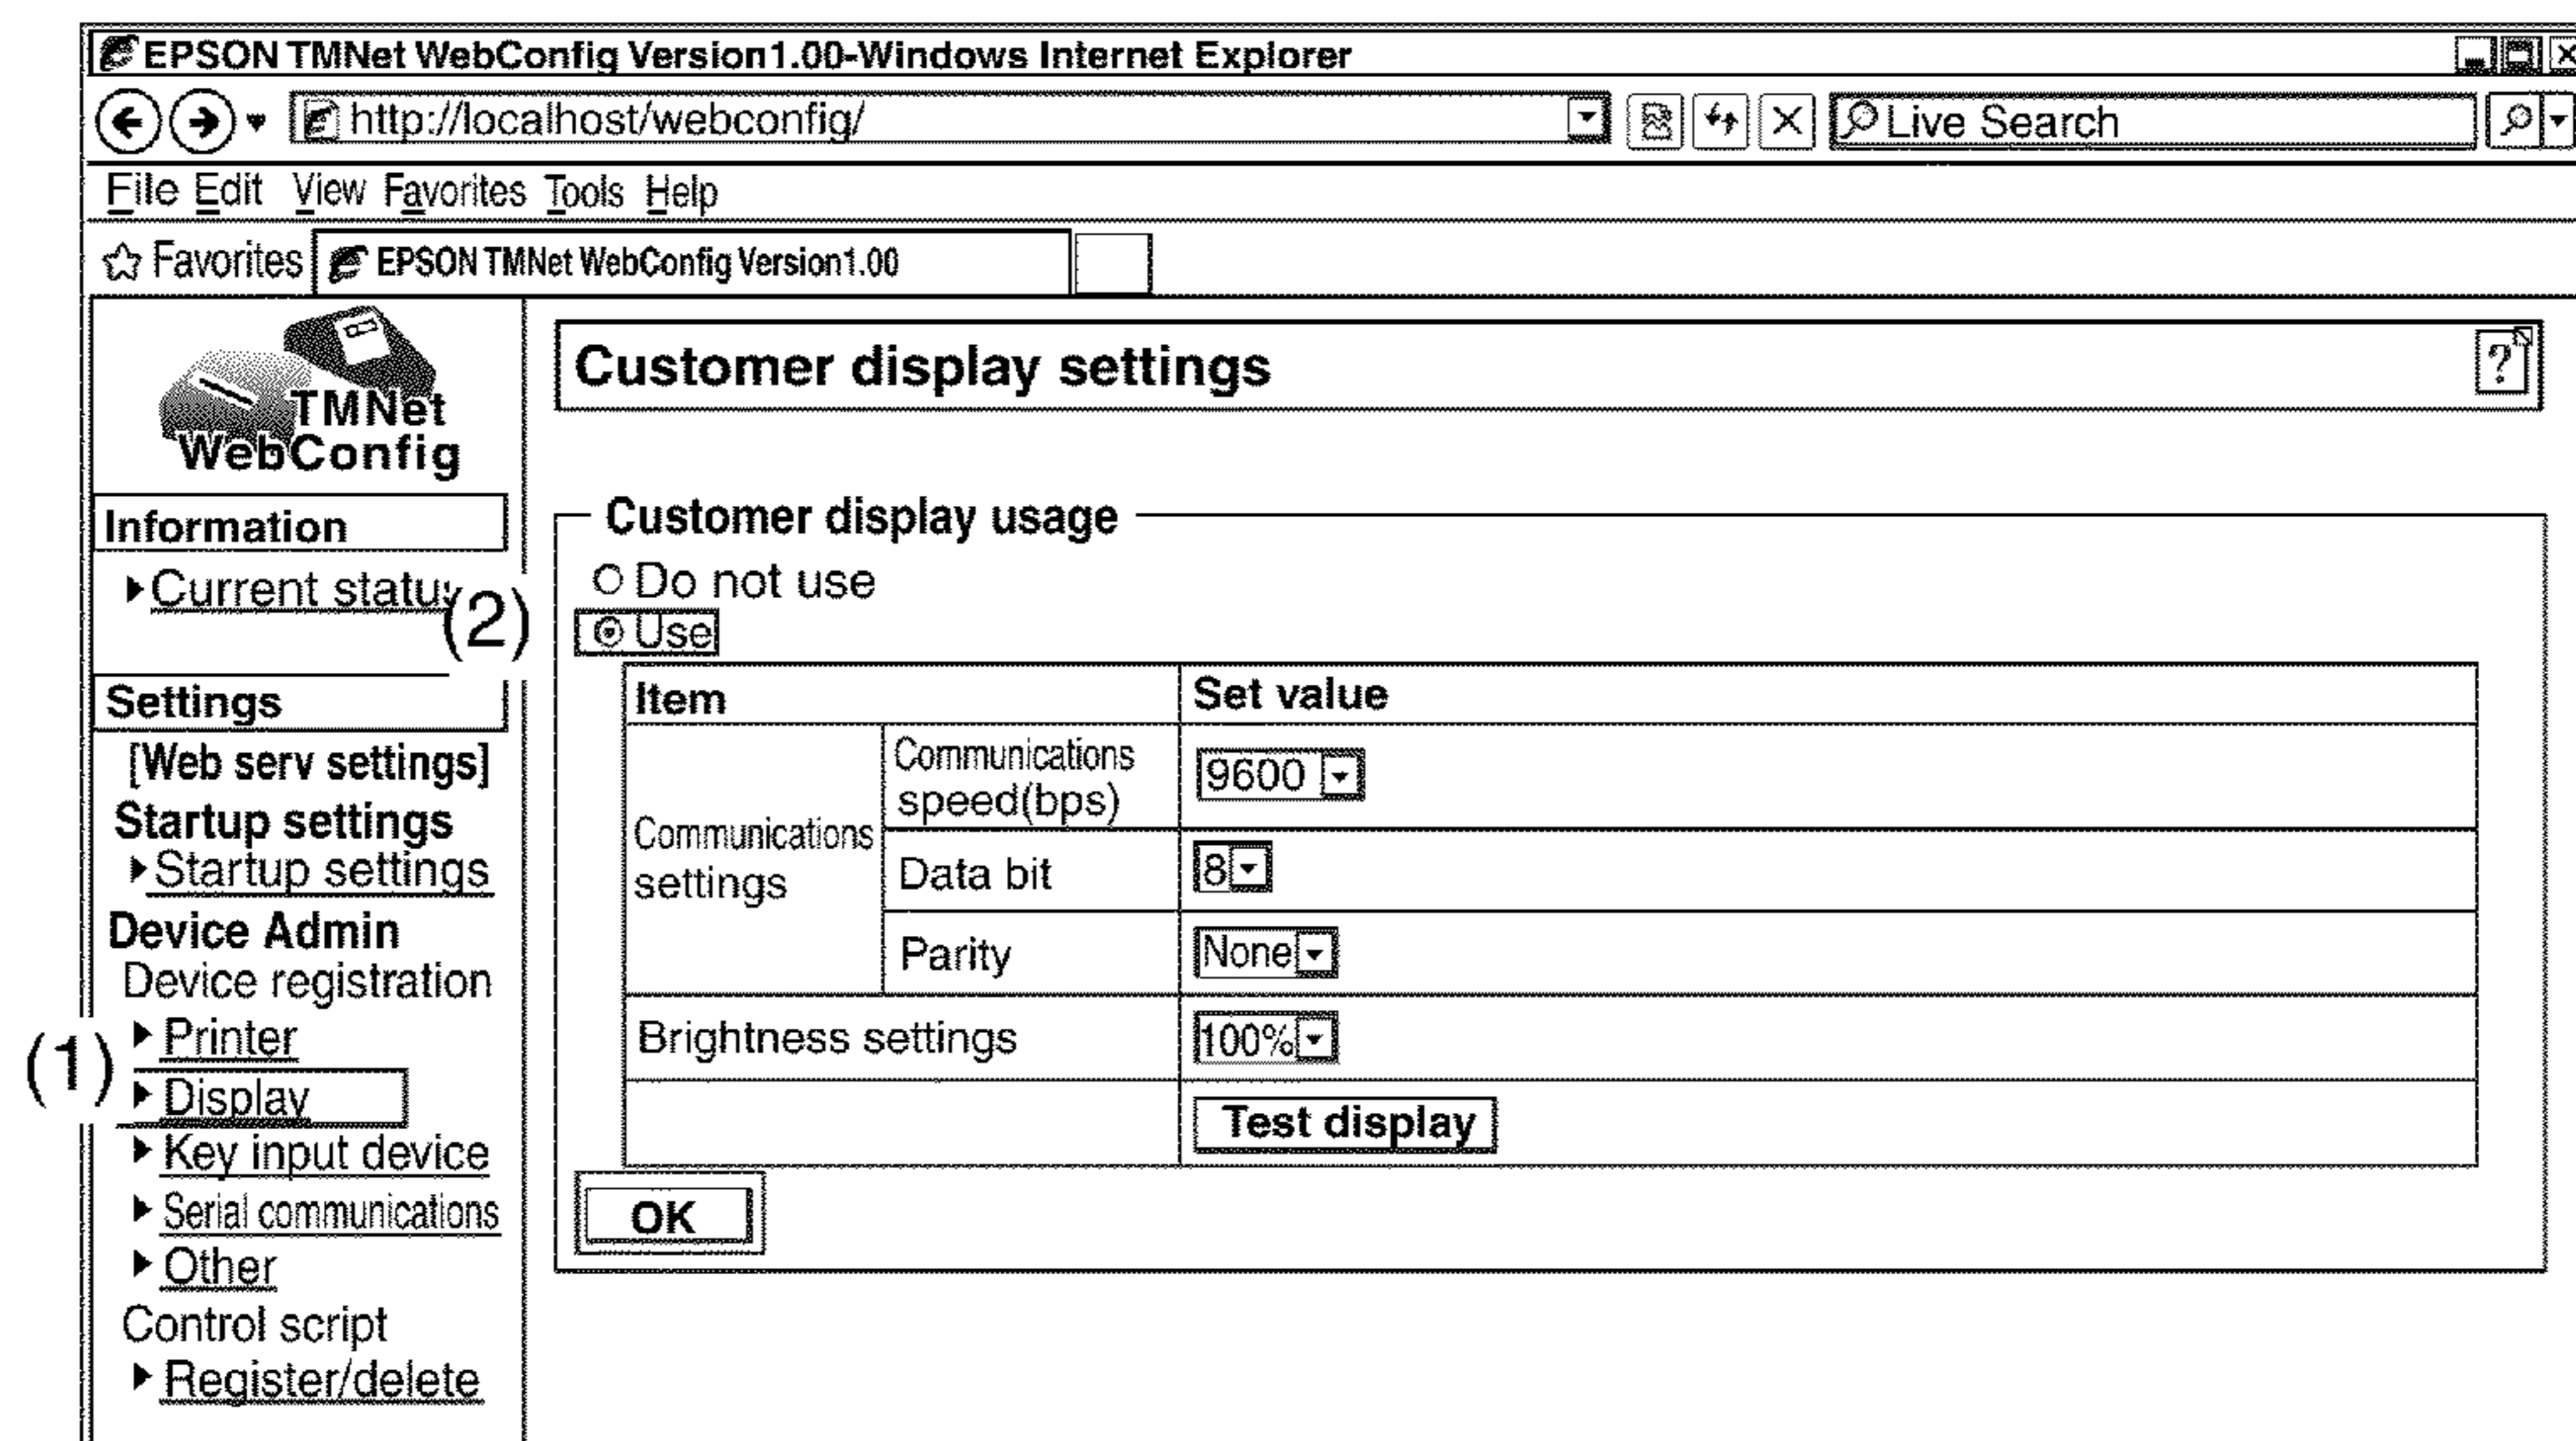 EPSON TMNet WebConfig Version1.00-Windows Internet Explorer
http://localhost/webconfig/
Live Search
File Edit View Favorites Tools Help
Favorites
EPSON TMNet WebConfig Version1.00
TMNet
WebConfig
Information
Current status
(2)
Settings
[Web serv settings]
Startup settings
Startup settings
Device Admin
Device registration
Printer
(1)
Display
Key input device
Serial communications
Other
Control script
Register/delete
Customer display settings
?
Customer display usage
Do not use
Use
Item Set value
Communications settings
Communications speed(bps) 9600
Data bit 8
Parity None
Brightness settings 100%
Test display
OK